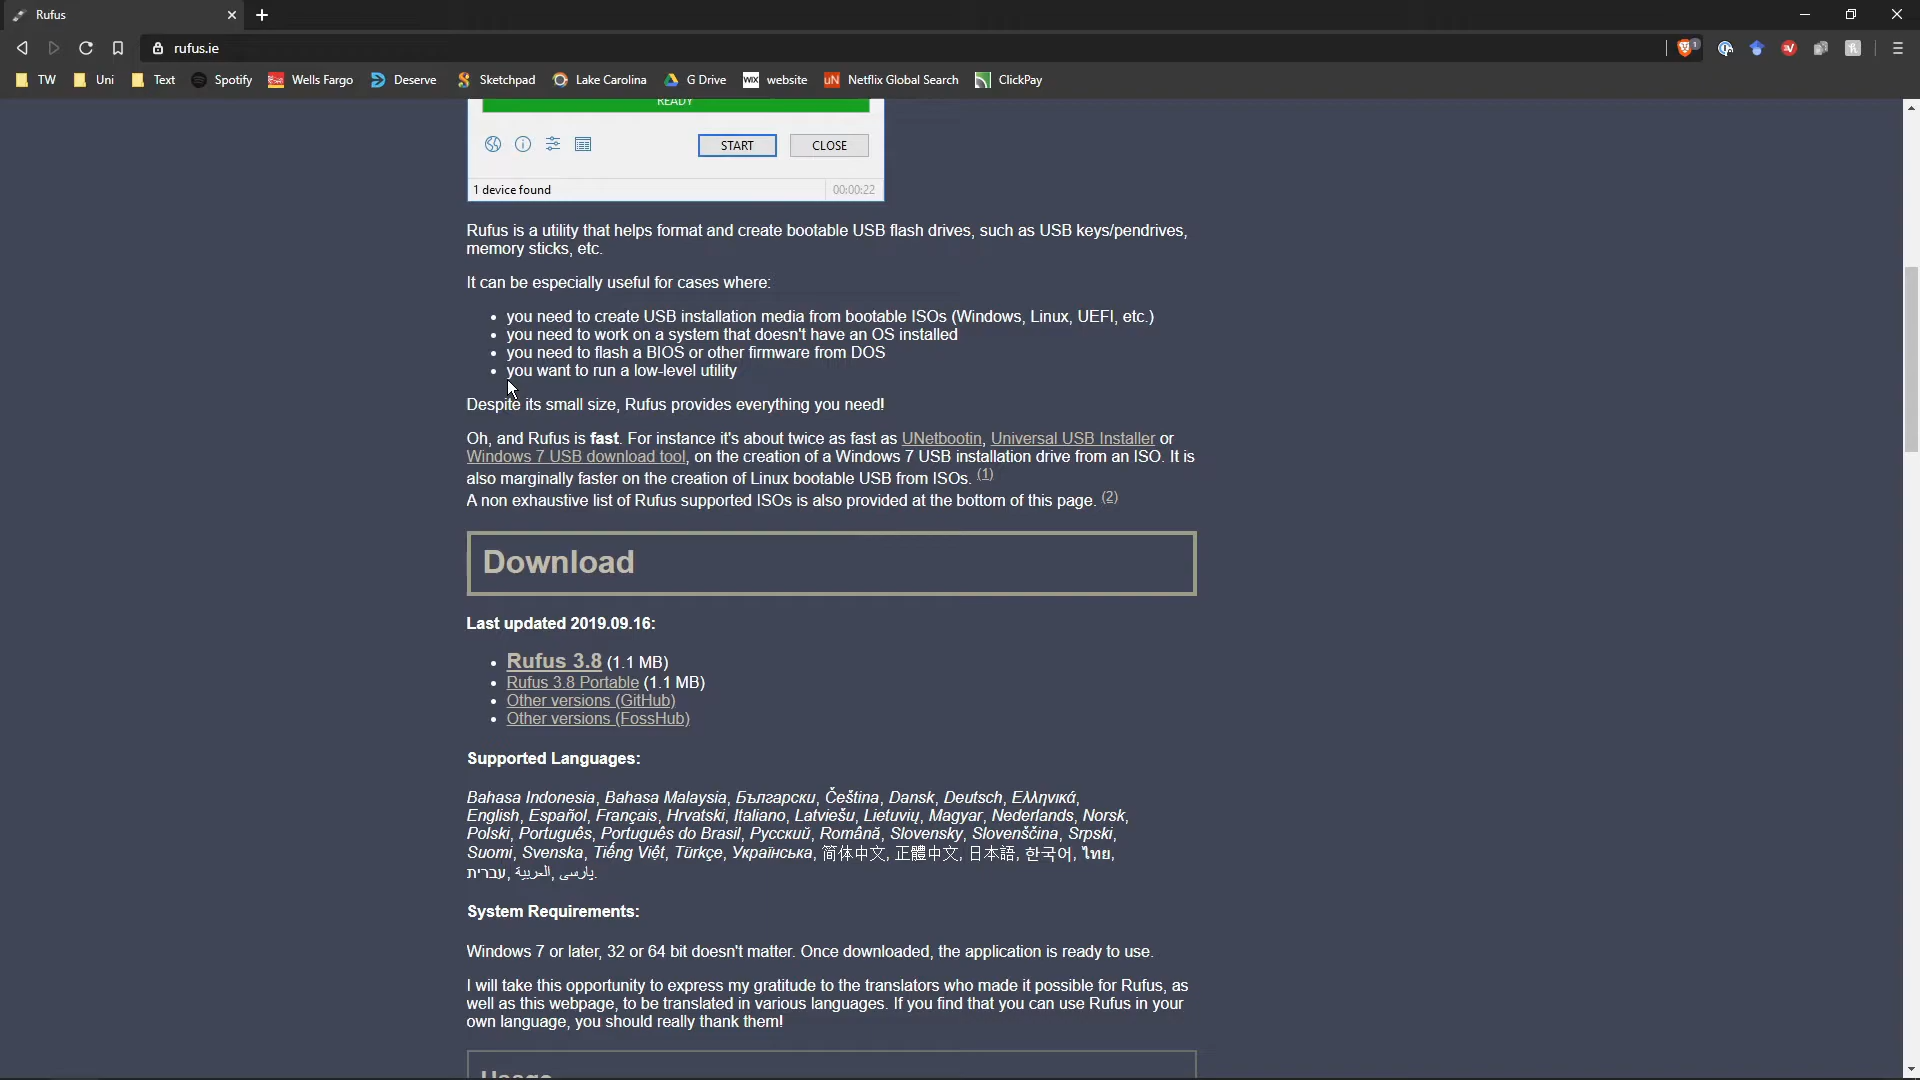 Rufus
rufus.ie
TW Uni Text Spotify Wells Fargo Deserve Sketchpad Lake Carolina G Drive website Netflix Global Search ClickPay
READY
START CLOSE
1 device found 00:00:22
Rufus is a utility that helps format and create bootable USB flash drives, such as USB keys/pendrives,
memory sticks, etc.
It can be especially useful for cases where:
• you need to create USB installation media from bootable ISOs (Windows, Linux, UEFI, etc.)
• you need to work on a system that doesn't have an OS installed
• you need to flash a BIOS or other firmware from DOS
• you want to run a low-level utility
Despite its small size, Rufus provides everything you need!
Oh, and Rufus is fast. For instance it's about twice as fast as UNetbootin, Universal USB Installer or
Windows 7 USB download tool, on the creation of a Windows 7 USB installation drive from an ISO. It is
also marginally faster on the creation of Linux bootable USB from ISOs. (1)
A non exhaustive list of Rufus supported ISOs is also provided at the bottom of this page. (2)
Download
Last updated 2019.09.16:
• Rufus 3.8 (1.1 MB)
• Rufus 3.8 Portable (1.1 MB)
• Other versions (GitHub)
• Other versions (FossHub)
Supported Languages:
Bahasa Indonesia, Bahasa Malaysia, Български, Čeština, Dansk, Deutsch, Ελληνικά,
English, Español, Français, Hrvatski, Italiano, Latviešu, Lietuvių, Magyar, Nederlands, Norsk,
Polski, Português, Português do Brasil, Русский, Română, Slovensky, Slovenščina, Srpski,
Suomi, Svenska, Tiếng Việt, Türkçe, Українська, 简体中文, 正體中文, 日本語, 한국어, ไทย,
עברית, العربية, پارسی.
System Requirements:
Windows 7 or later, 32 or 64 bit doesn't matter. Once downloaded, the application is ready to use.
I will take this opportunity to express my gratitude to the translators who made it possible for Rufus, as
well as this webpage, to be translated in various languages. If you find that you can use Rufus in your
own language, you should really thank them!
Usage